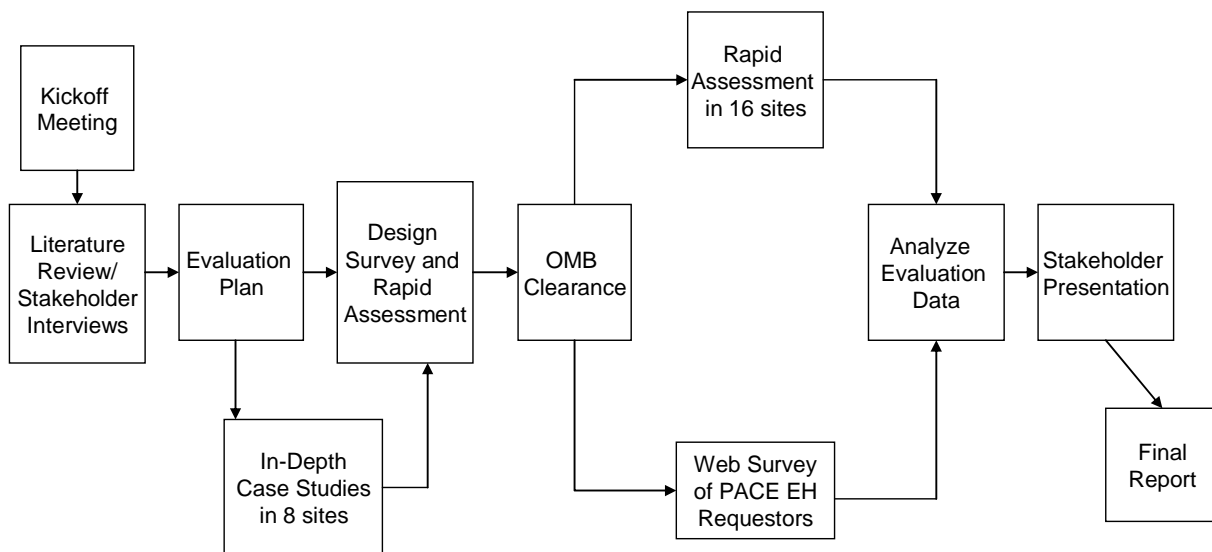 Kickoff
Meeting
Literature
Review/
Stakeholder
Interviews
Evaluation
Plan
In-Depth
Case Studies
in 8 sites
Design
Survey and
Rapid
Assessment
OMB
Clearance
Rapid
Assessment
in 16 sites
Web Survey
of PACE EH
Requestors
Analyze
Evaluation
Data
Stakeholder
Presentation
Final
Report